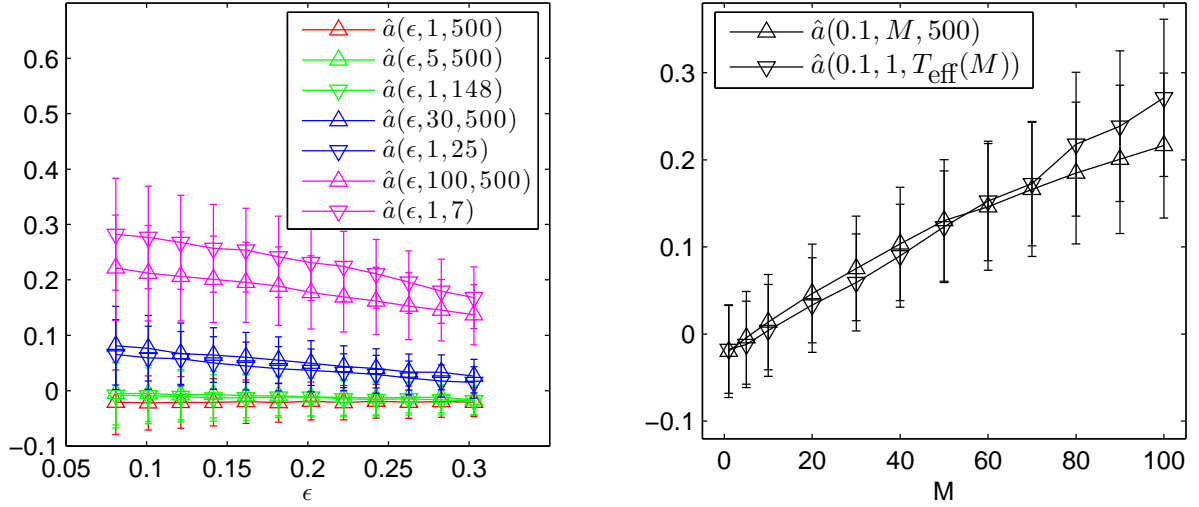 0.6
0.5
0.4
0.3
0.2
0.1
0
−0.1
0.05
0.1
0.15
0.2
0.25
0.3
ϵ
â(ϵ, 1, 500)
â(ϵ, 5, 500)
â(ϵ, 1, 148)
â(ϵ, 30, 500)
â(ϵ, 1, 25)
â(ϵ, 100, 500)
â(ϵ, 1, 7)
0.3
0.2
0.1
0
−0.1
0
20
40
60
80
100
M
â(0.1, M, 500)
â(0.1, 1, T_eff(M))